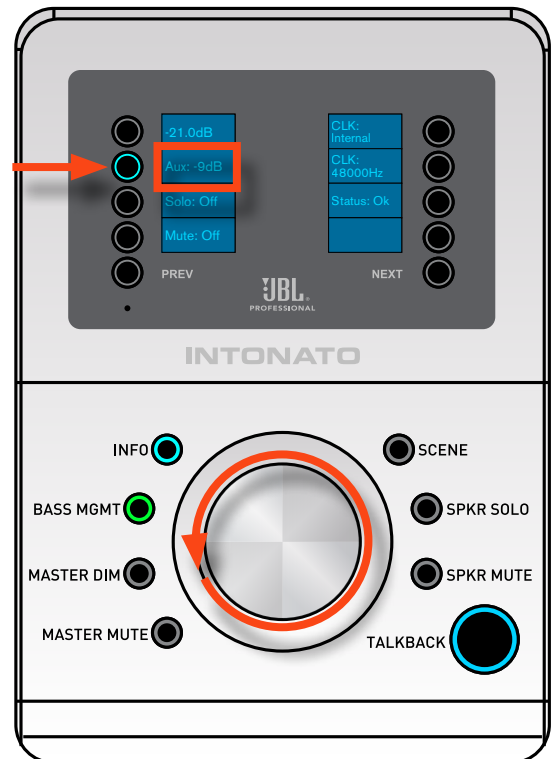 -21.0dB
Aux: -9dB
Solo: Off
Mute: Off
CLK:
Internal
CLK:
48000Hz
Status: Ok
PREV
NEXT
JBL
PROFESSIONAL
INTONATO
INFO
BASS MGMT
MASTER DIM
MASTER MUTE
SCENE
SPKR SOLO
SPKR MUTE
TALKBACK